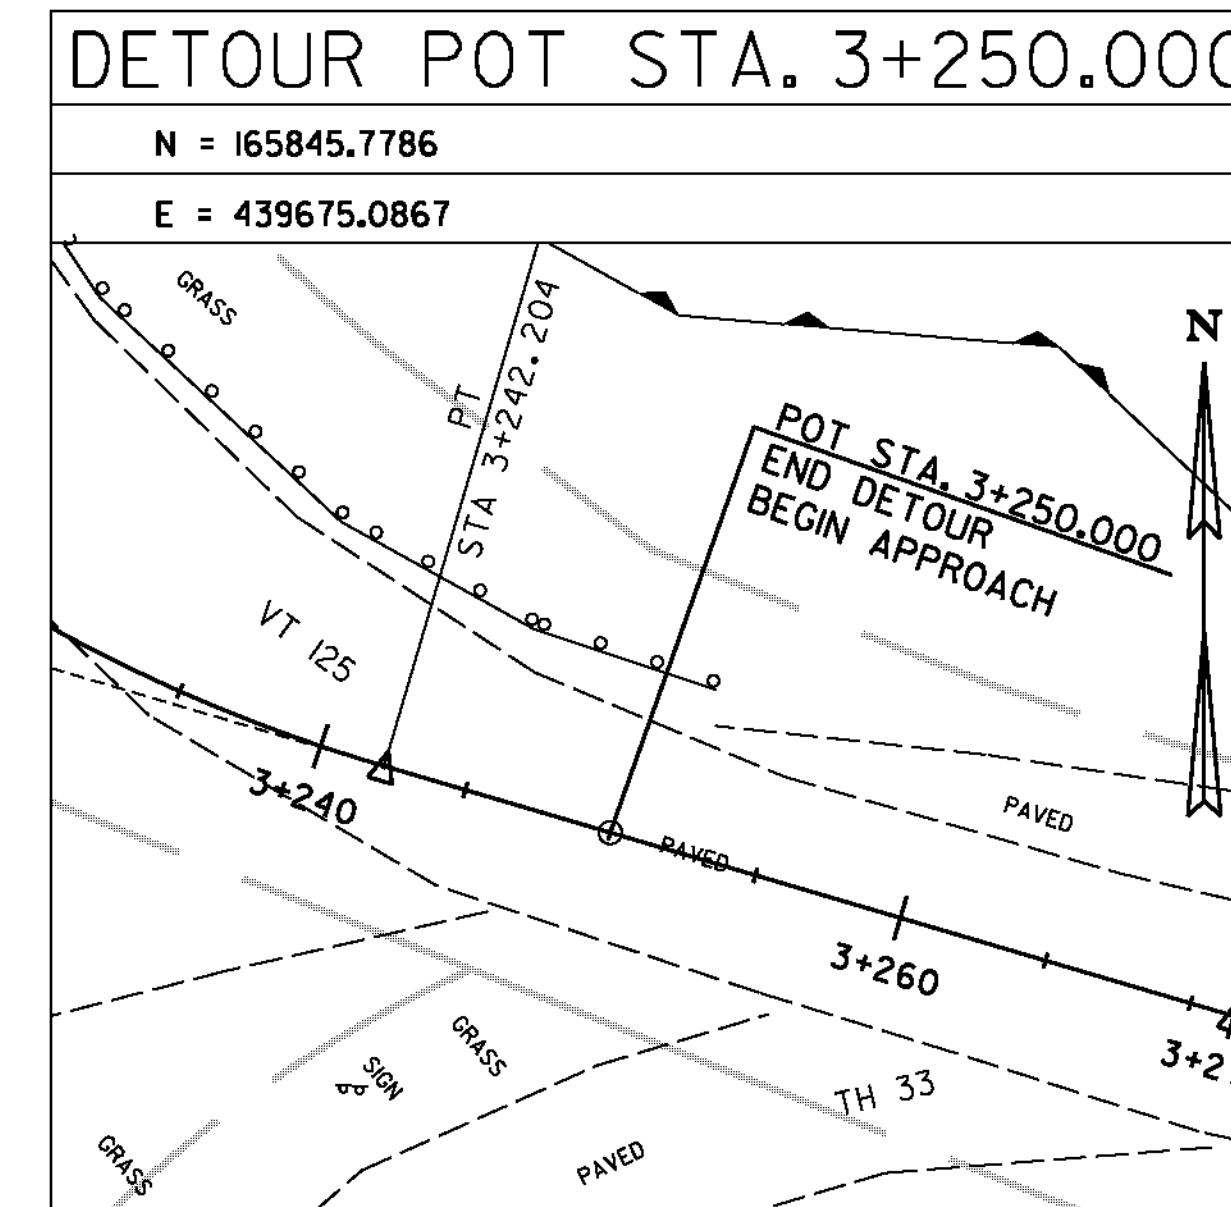 DETOUR POT STA. 3+250.000
N = 165845.7786
E = 439675.0867
GRASS
N
PT
STA 3+242.204
POT STA. 3+250.000
END DETOUR
BEGIN APPROACH
VT 125
3+240
PAVED
PAVED
3+260
GRASS
SIGN
3+2
TH 33
GRASS
PAVED